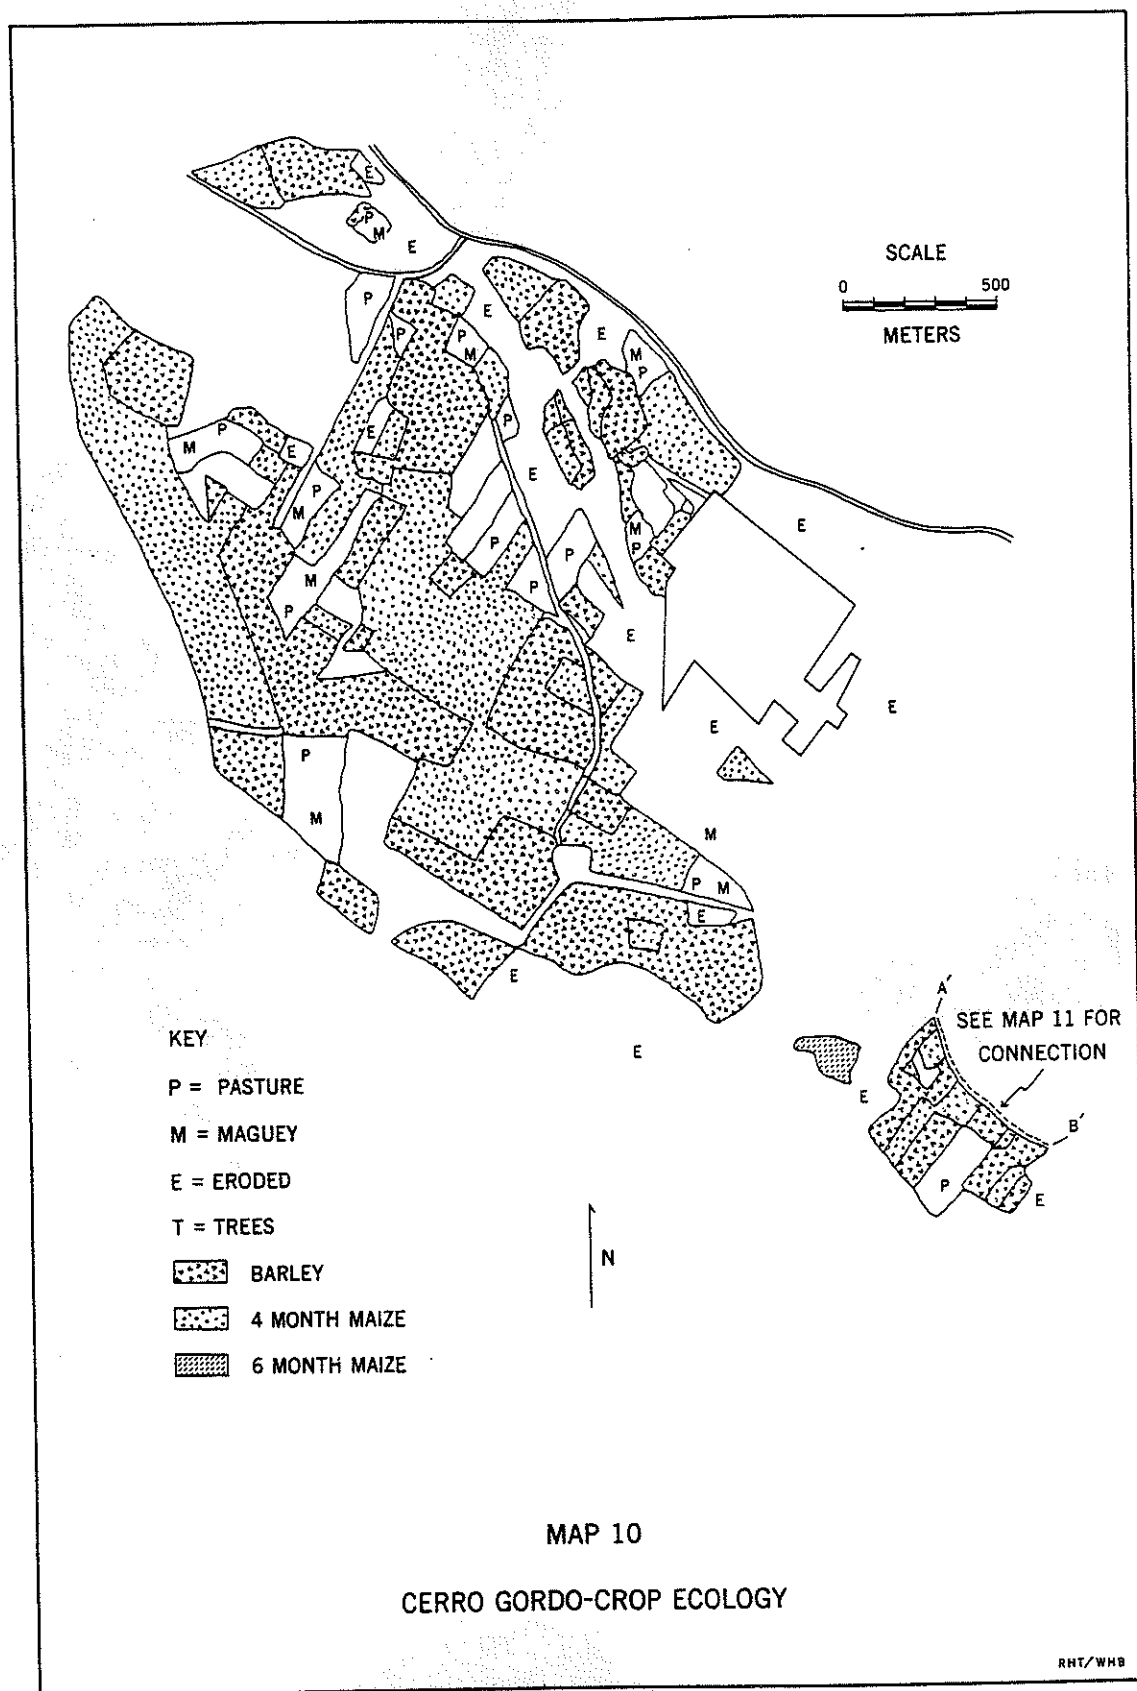 E
P
M
E
SCALE
0 500
METERS
P
E
P
P
M
E
M
P
P
M
P
E
E
P
P
M
E
E
P
M
P
M
P
P
P
M
P
E
E
E
P
M
M
P M
E
E
E
A′
SEE MAP 11 FOR
CONNECTION
E
B′
P
E
KEY
P = PASTURE
M = MAGUEY
E = ERODED
T = TREES
BARLEY
4 MONTH MAIZE
6 MONTH MAIZE
N
MAP 10
CERRO GORDO-CROP ECOLOGY
RHT/WHB